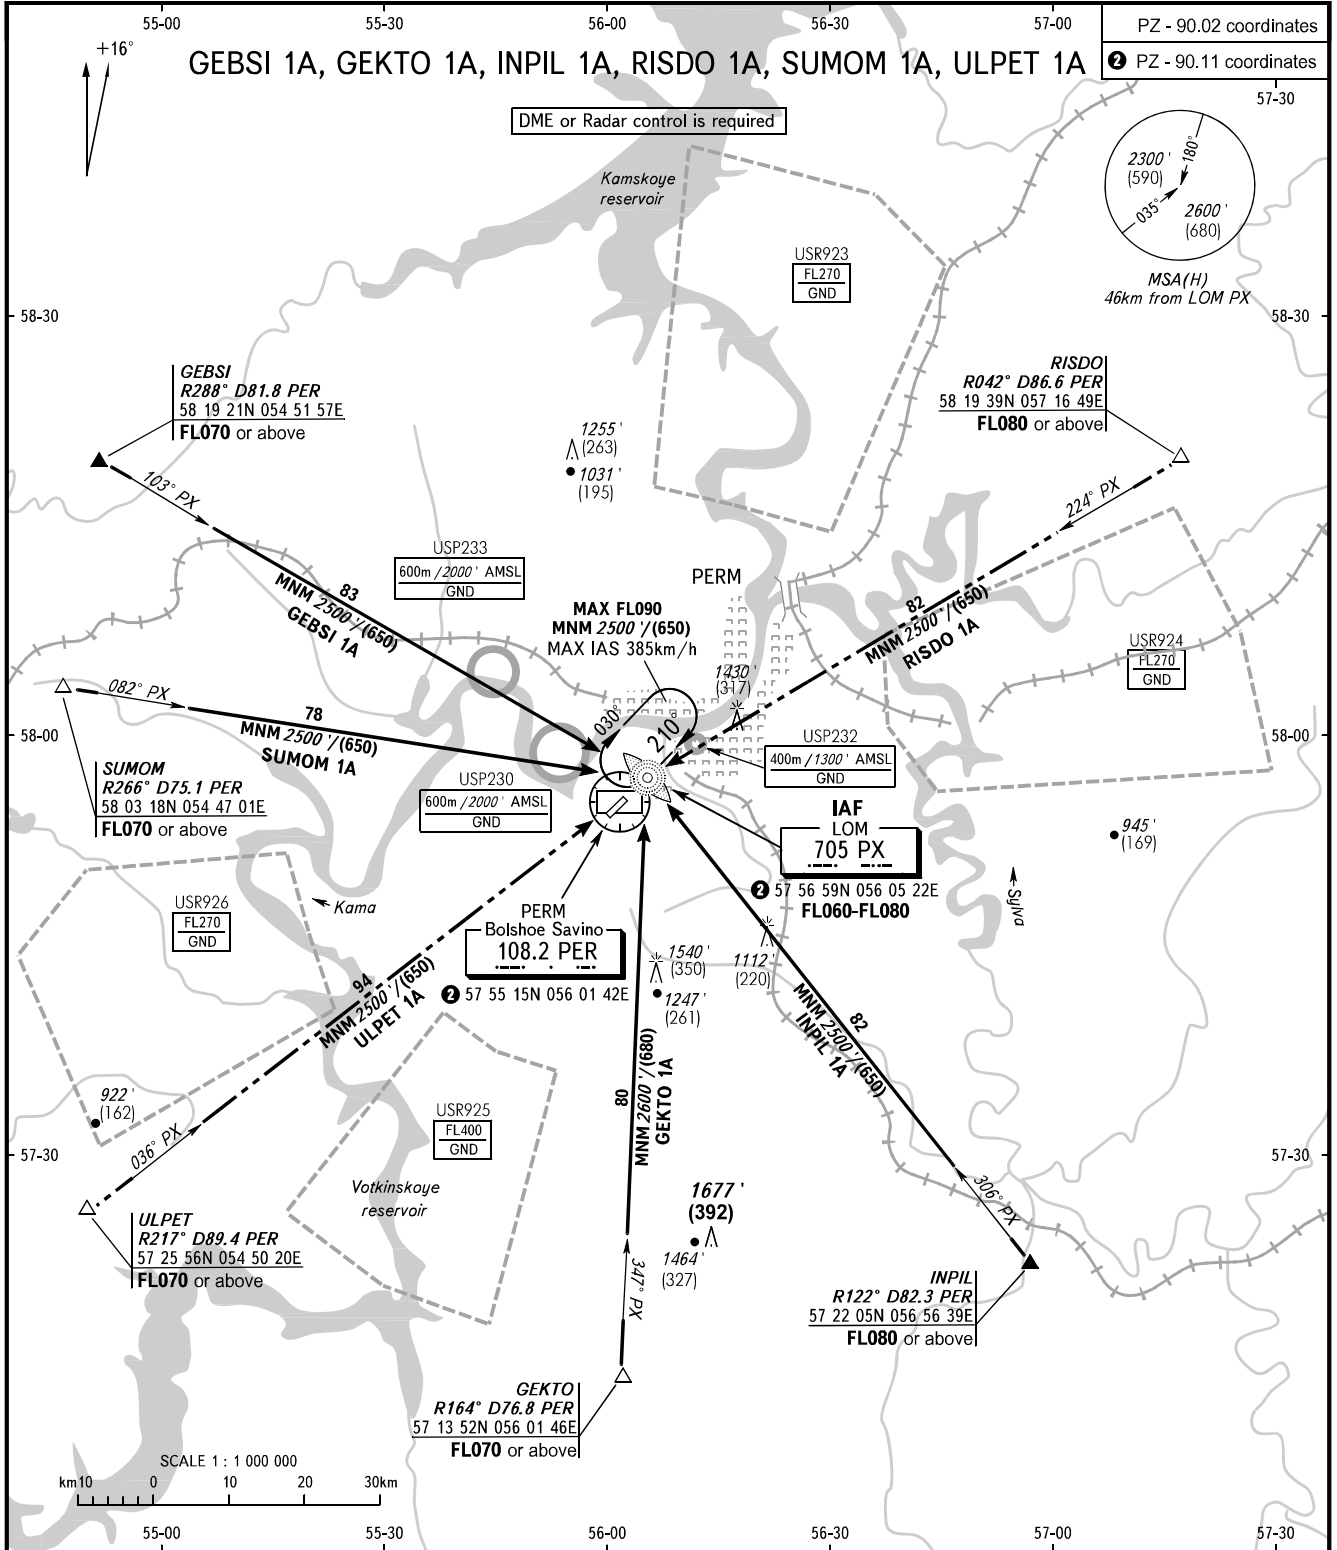 55-00
55-30
56-00
56-30
57-00
PZ - 90.02 coordinates
2 PZ - 90.11 coordinates
+16°
GEBSI 1A, GEKTO 1A, INPIL 1A, RISDO 1A, SUMOM 1A, ULPET 1A
57-30
DME or Radar control is required
2300'
(590)
180°
035°
2600'
(680)
MSA(H)
46km from LOM PX
Kamskoye
reservoir
USR923
FL270
GND
58-30
58-30
GEBSI
R288° D81.8 PER
58 19 21N 054 51 57E
FL070 or above
RISDO
R042° D86.6 PER
58 19 39N 057 16 49E
FL080 or above
1255'
(263)
1031'
(195)
103° PX
224° PX
USP233
600m/2000' AMSL
GND
83
MNM 2500'/(650)
GEBSI 1A
PERM
MAX FL090
MNM 2500'/(650)
MAX IAS 385km/h
82
MNM 2500'/(650)
RISDO 1A
USR924
FL270
GND
1430'
(317)
082° PX
78
MNM 2500'/(650)
SUMOM 1A
030°
210°
58-00
58-00
USP232
400m/1300' AMSL
GND
SUMOM
R266° D75.1 PER
58 03 18N 054 47 01E
FL070 or above
USP230
600m/2000' AMSL
GND
IAF
LOM
705 PX
2 57 56 59N 056 05 22E
FL060-FL080
945'
(169)
Sylva
USR926
FL270
GND
Kama
PERM
Bolshoe Savino
108.2 PER
2 57 55 15N 056 01 42E
1540'
(350)
1247'
(261)
1112'
(220)
94
MNM 2500'/(650)
ULPET 1A
82
MNM 2500'/(650)
INPIL 1A
80
MNM 2600'/(680)
GEKTO 1A
922'
(162)
USR925
FL400
GND
036° PX
57-30
57-30
Votkinskoye
reservoir
1677'
(392)
1464'
(327)
306° PX
347° PX
ULPET
R217° D89.4 PER
57 25 56N 054 50 20E
FL070 or above
INPIL
R122° D82.3 PER
57 22 05N 056 56 39E
FL080 or above
GEKTO
R164° D76.8 PER
57 13 52N 056 01 46E
FL070 or above
SCALE 1 : 1 000 000
km10 0 10 20 30km
55-00
55-30
56-00
56-30
57-00
57-30